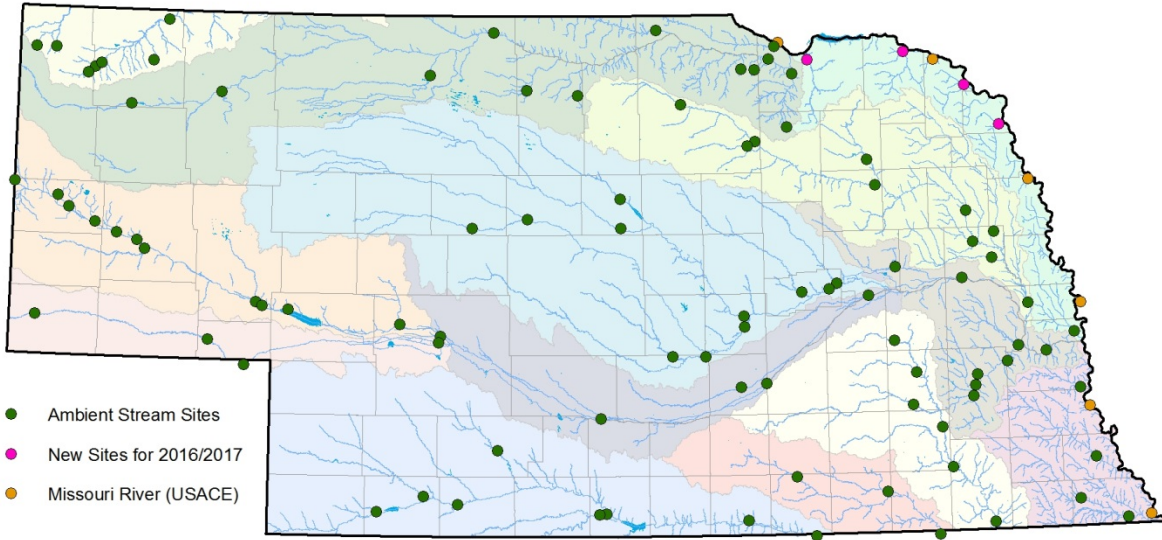 Ambient Stream Sites
New Sites for 2016/2017
Missouri River (USACE)